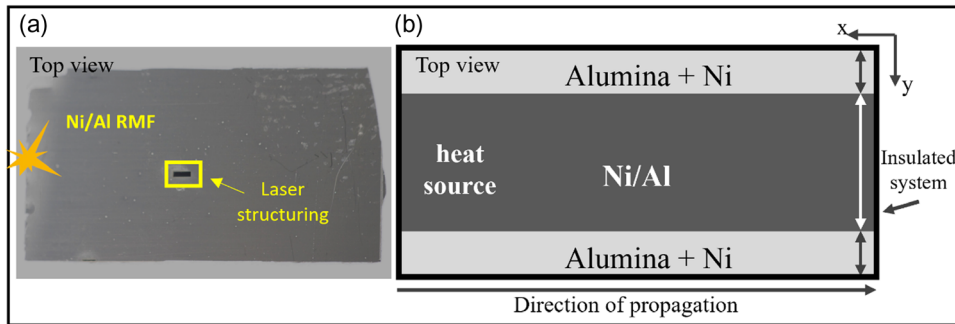 (a)
Top view
Ni/Al RMF
Laser
structuring
(b)
x
y
Top view
Alumina + Ni
heat
source
Ni/Al
Insulated
system
Alumina + Ni
Direction of propagation